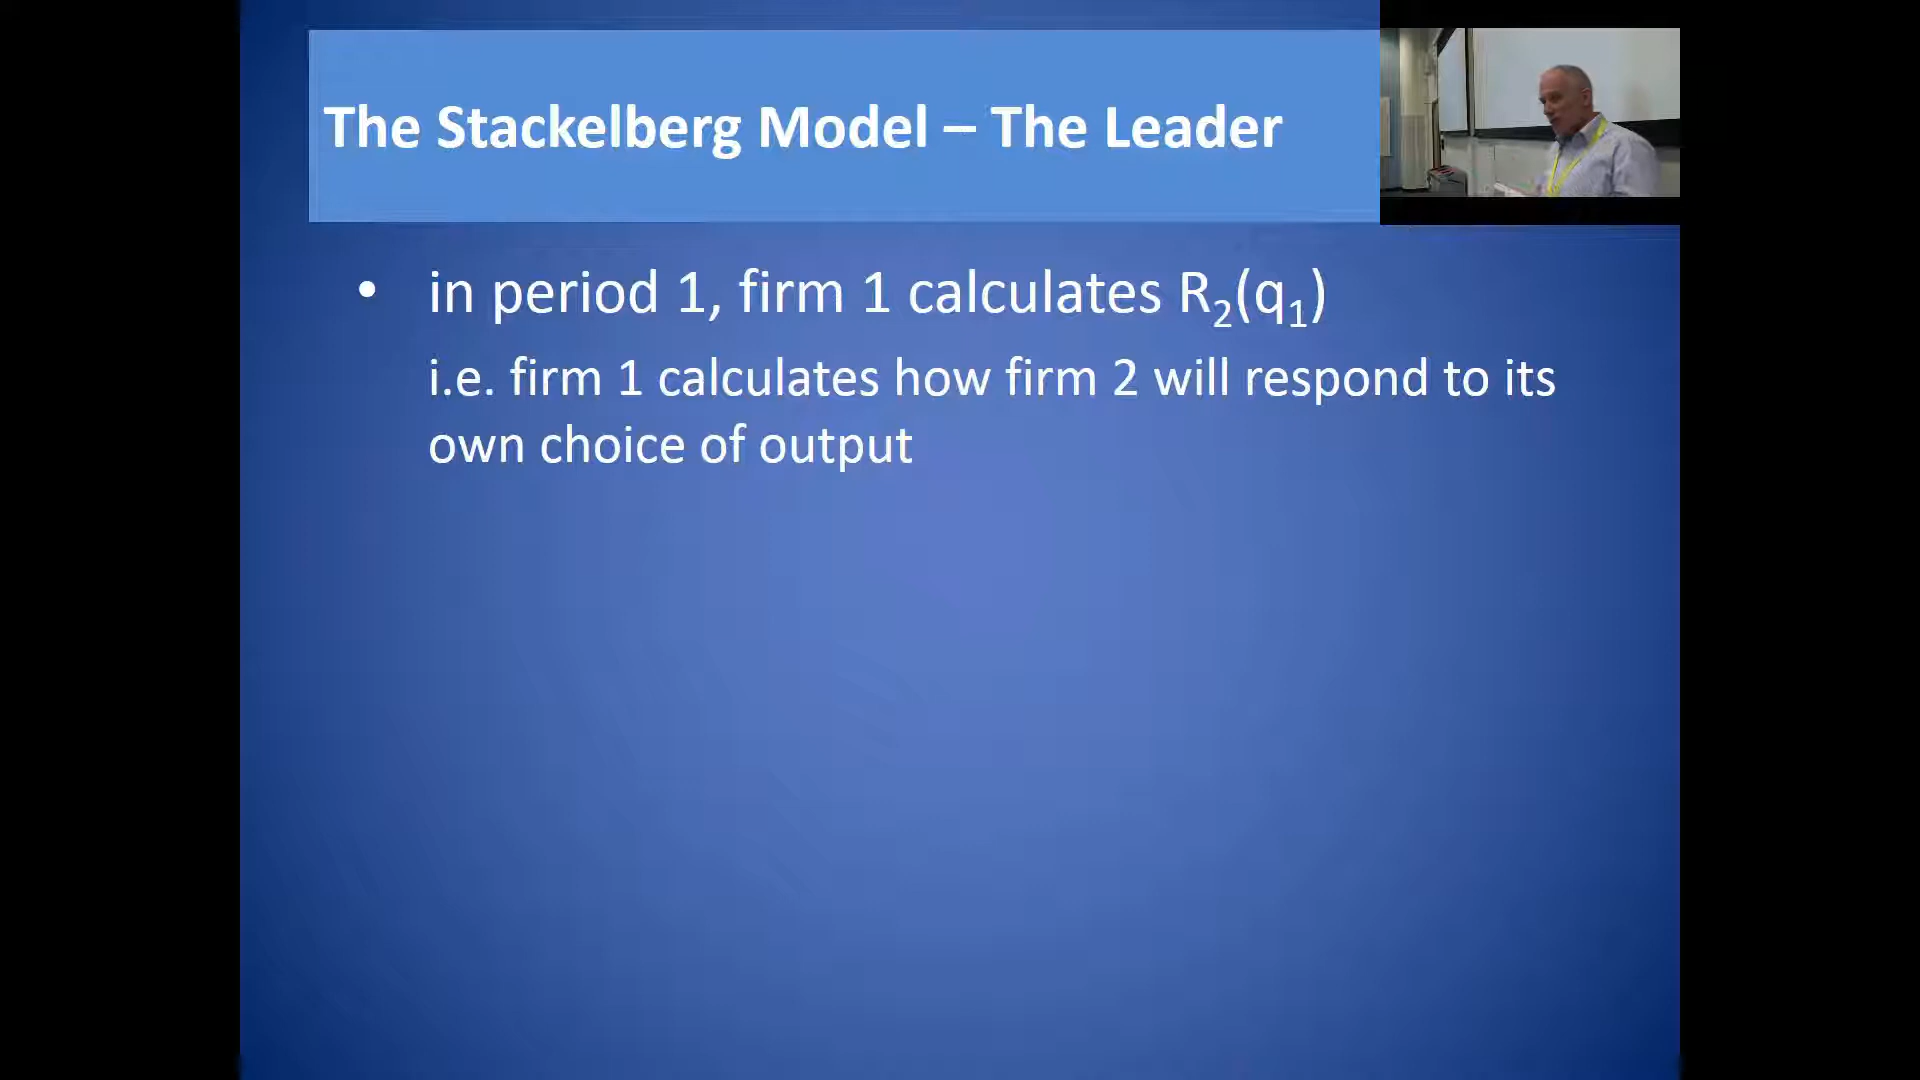 The Stackelberg Model – The Leader
• in period 1, firm 1 calculates R₂(q₁)
i.e. firm 1 calculates how firm 2 will respond to its
own choice of output